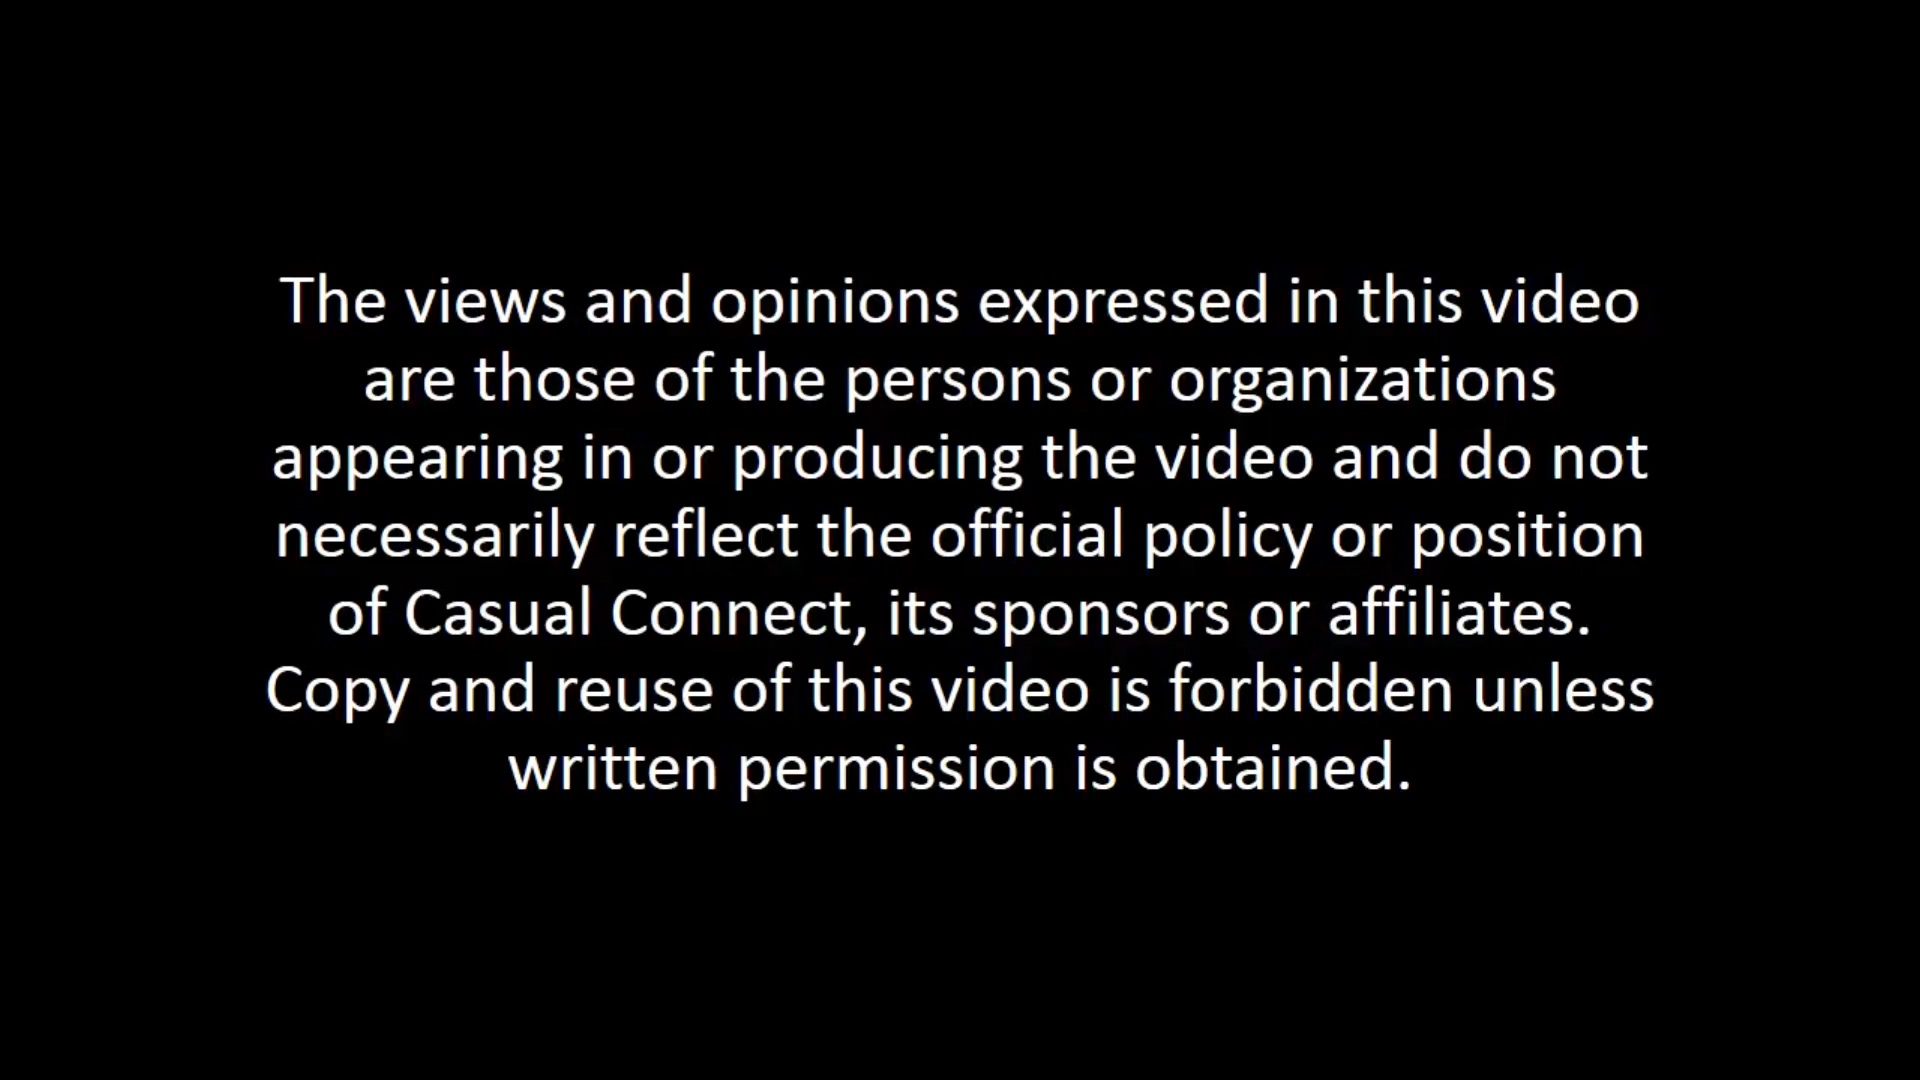 The views and opinions expressed in this video
are those of the persons or organizations
appearing in or producing the video and do not
necessarily reflect the official policy or position
of Casual Connect, its sponsors or affiliates.
Copy and reuse of this video is forbidden unless
written permission is obtained.